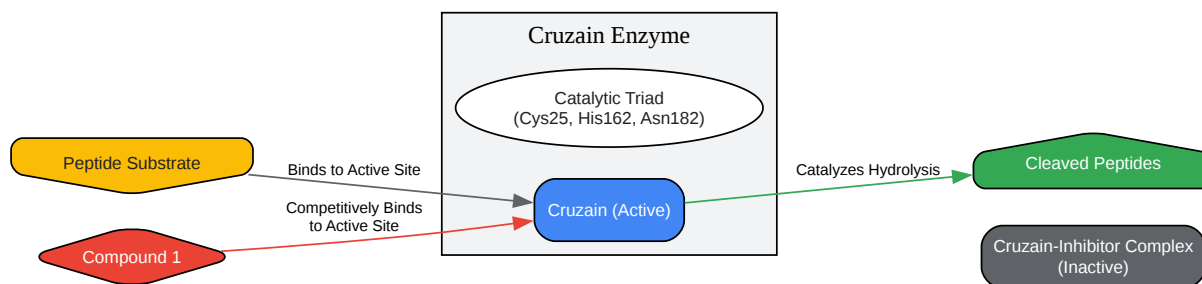 Cruzain Enzyme
Catalytic Triad
(Cys25, His162, Asn182)
Peptide Substrate
Binds to Active Site
Catalyzes Hydrolysis
Cleaved Peptides
Competitively Binds
to Active Site
Cruzain (Active)
Compound 1
Cruzain-Inhibitor Complex
(Inactive)